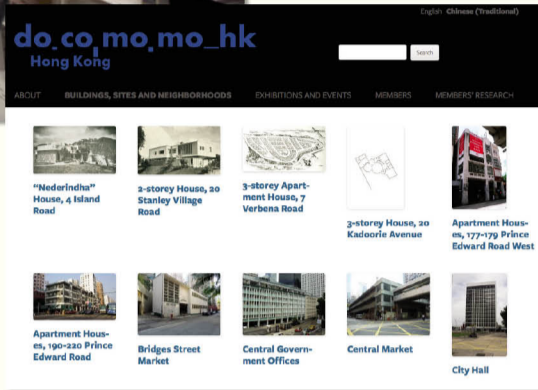 English Chinese (Traditional)
do_co,mo.mo_hk
Hong Kong
Search
ABOUT BUILDINGS, SITES AND NEIGHBORHOODS EXHIBITIONS AND EVENTS MEMBERS MEMBERS' RESEARCH
“Nederindha”
House, 4 Island
Road
2-storey House, 20
Stanley Village
Road
3-storey Apart-
ment House, 7
Verbena Road
3-storey House, 20
Kadoorie Avenue
Apartment Hous-
es, 177-179 Prince
Edward Road West
Apartment Hous-
es, 190-220 Prince
Edward Road
Bridges Street
Market
Central Govern-
ment Offices
Central Market
City Hall